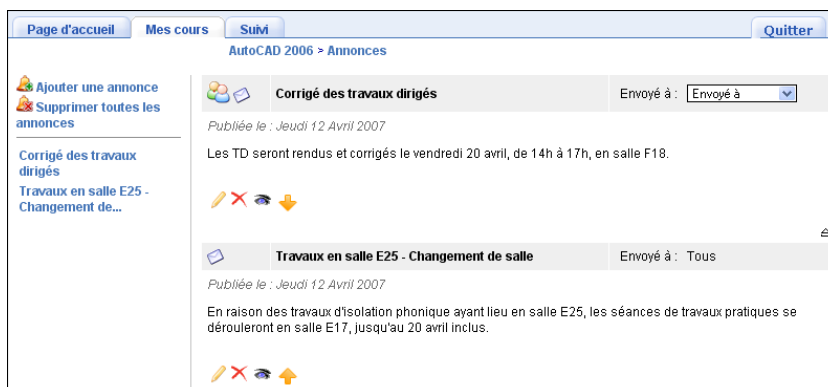 Page d'accueil Mes cours Suivi Quitter
AutoCAD 2006 > Annonces
Ajouter une annonce
Supprimer toutes les
annonces
Corrigé des travaux
dirigés
Travaux en salle E25 -
Changement de...
Corrigé des travaux dirigés Envoyé à : Envoyé à
Publiée le : Jeudi 12 Avril 2007
Les TD seront rendus et corrigés le vendredi 20 avril, de 14h à 17h, en salle F18.
Travaux en salle E25 - Changement de salle Envoyé à : Tous
Publiée le : Jeudi 12 Avril 2007
En raison des travaux d'isolation phonique ayant lieu en salle E25, les séances de travaux pratiques se
dérouleront en salle E17, jusqu'au 20 avril inclus.